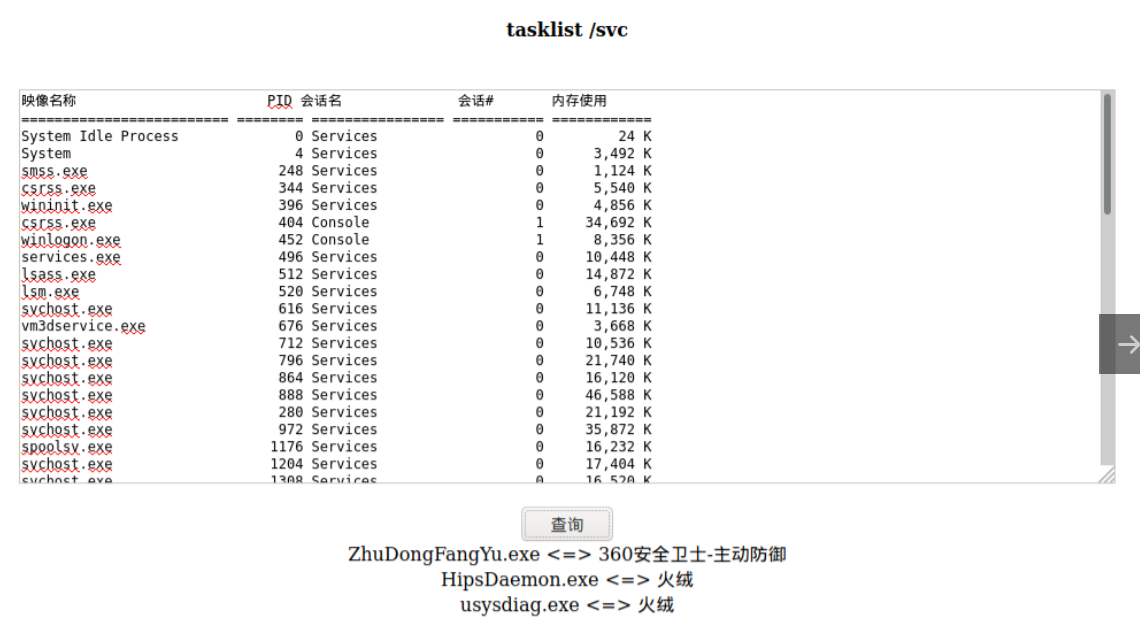 tasklist /svc
映像名称 PID 会话名 会话# 内存使用
========================= ======== ================ =========== ============
System Idle Process 0 Services 0 24 K
System 4 Services 0 3,492 K
smss.exe 248 Services 0 1,124 K
csrss.exe 344 Services 0 5,540 K
wininit.exe 396 Services 0 4,856 K
csrss.exe 404 Console 1 34,692 K
winlogon.exe 452 Console 1 8,356 K
services.exe 496 Services 0 10,448 K
lsass.exe 512 Services 0 14,872 K
lsm.exe 520 Services 0 6,748 K
svchost.exe 616 Services 0 11,136 K
vm3dservice.exe 676 Services 0 3,668 K
svchost.exe 712 Services 0 10,536 K
svchost.exe 796 Services 0 21,740 K
svchost.exe 864 Services 0 16,120 K
svchost.exe 888 Services 0 46,588 K
svchost.exe 280 Services 0 21,192 K
svchost.exe 972 Services 0 35,872 K
spoolsv.exe 1176 Services 0 16,232 K
svchost.exe 1204 Services 0 17,404 K
svchost.exe 1308 Services 0 16,520 K
查询
ZhuDongFangYu.exe <=> 360安全卫士-主动防御
HipsDaemon.exe <=> 火绒
usysdiag.exe <=> 火绒